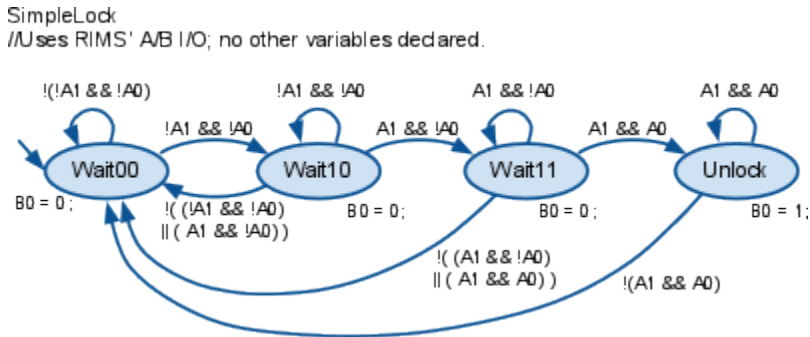 SimpleLock
//Uses RIMS' A/B I/O; no other variables declared.
!(!A1 && !A0)
!A1 && !A0
A1 && !A0
A1 && A0
!A1 && !A0
A1 && !A0
A1 && A0
Wait00
Wait10
Wait11
Unlock
B0 = 0;
!( (!A1 && !A0)
|| ( A1 && !A0) )
B0 = 0;
B0 = 0;
B0 = 1;
!( (A1 && !A0)
|| ( A1 && A0) )
!(A1 && A0)